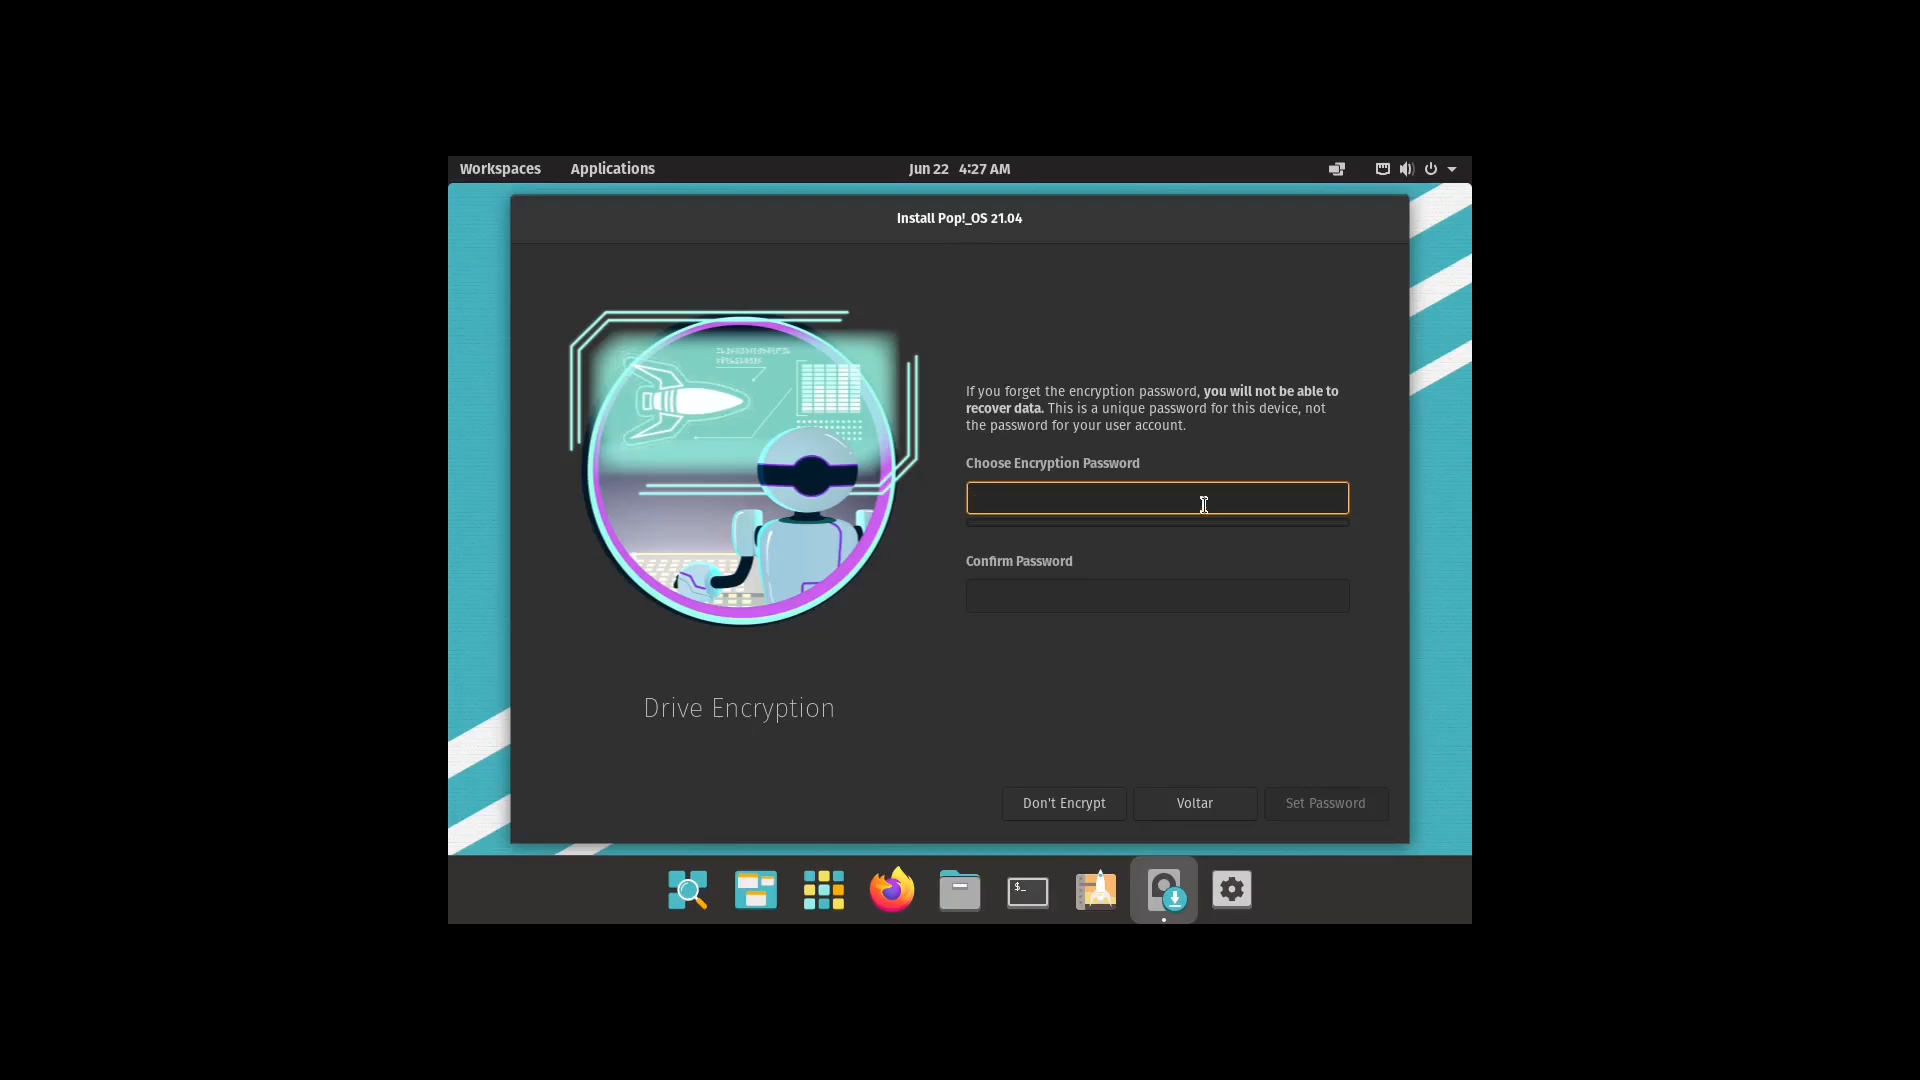 Workspaces Applications Jun 22 4:27 AM
Install Pop!_OS 21.04
If you forget the encryption password, you will not be able to
recover data. This is a unique password for this device, not
the password for your user account.
Choose Encryption Password
Confirm Password
Drive Encryption
Don't Encrypt Voltar Set Password
$_